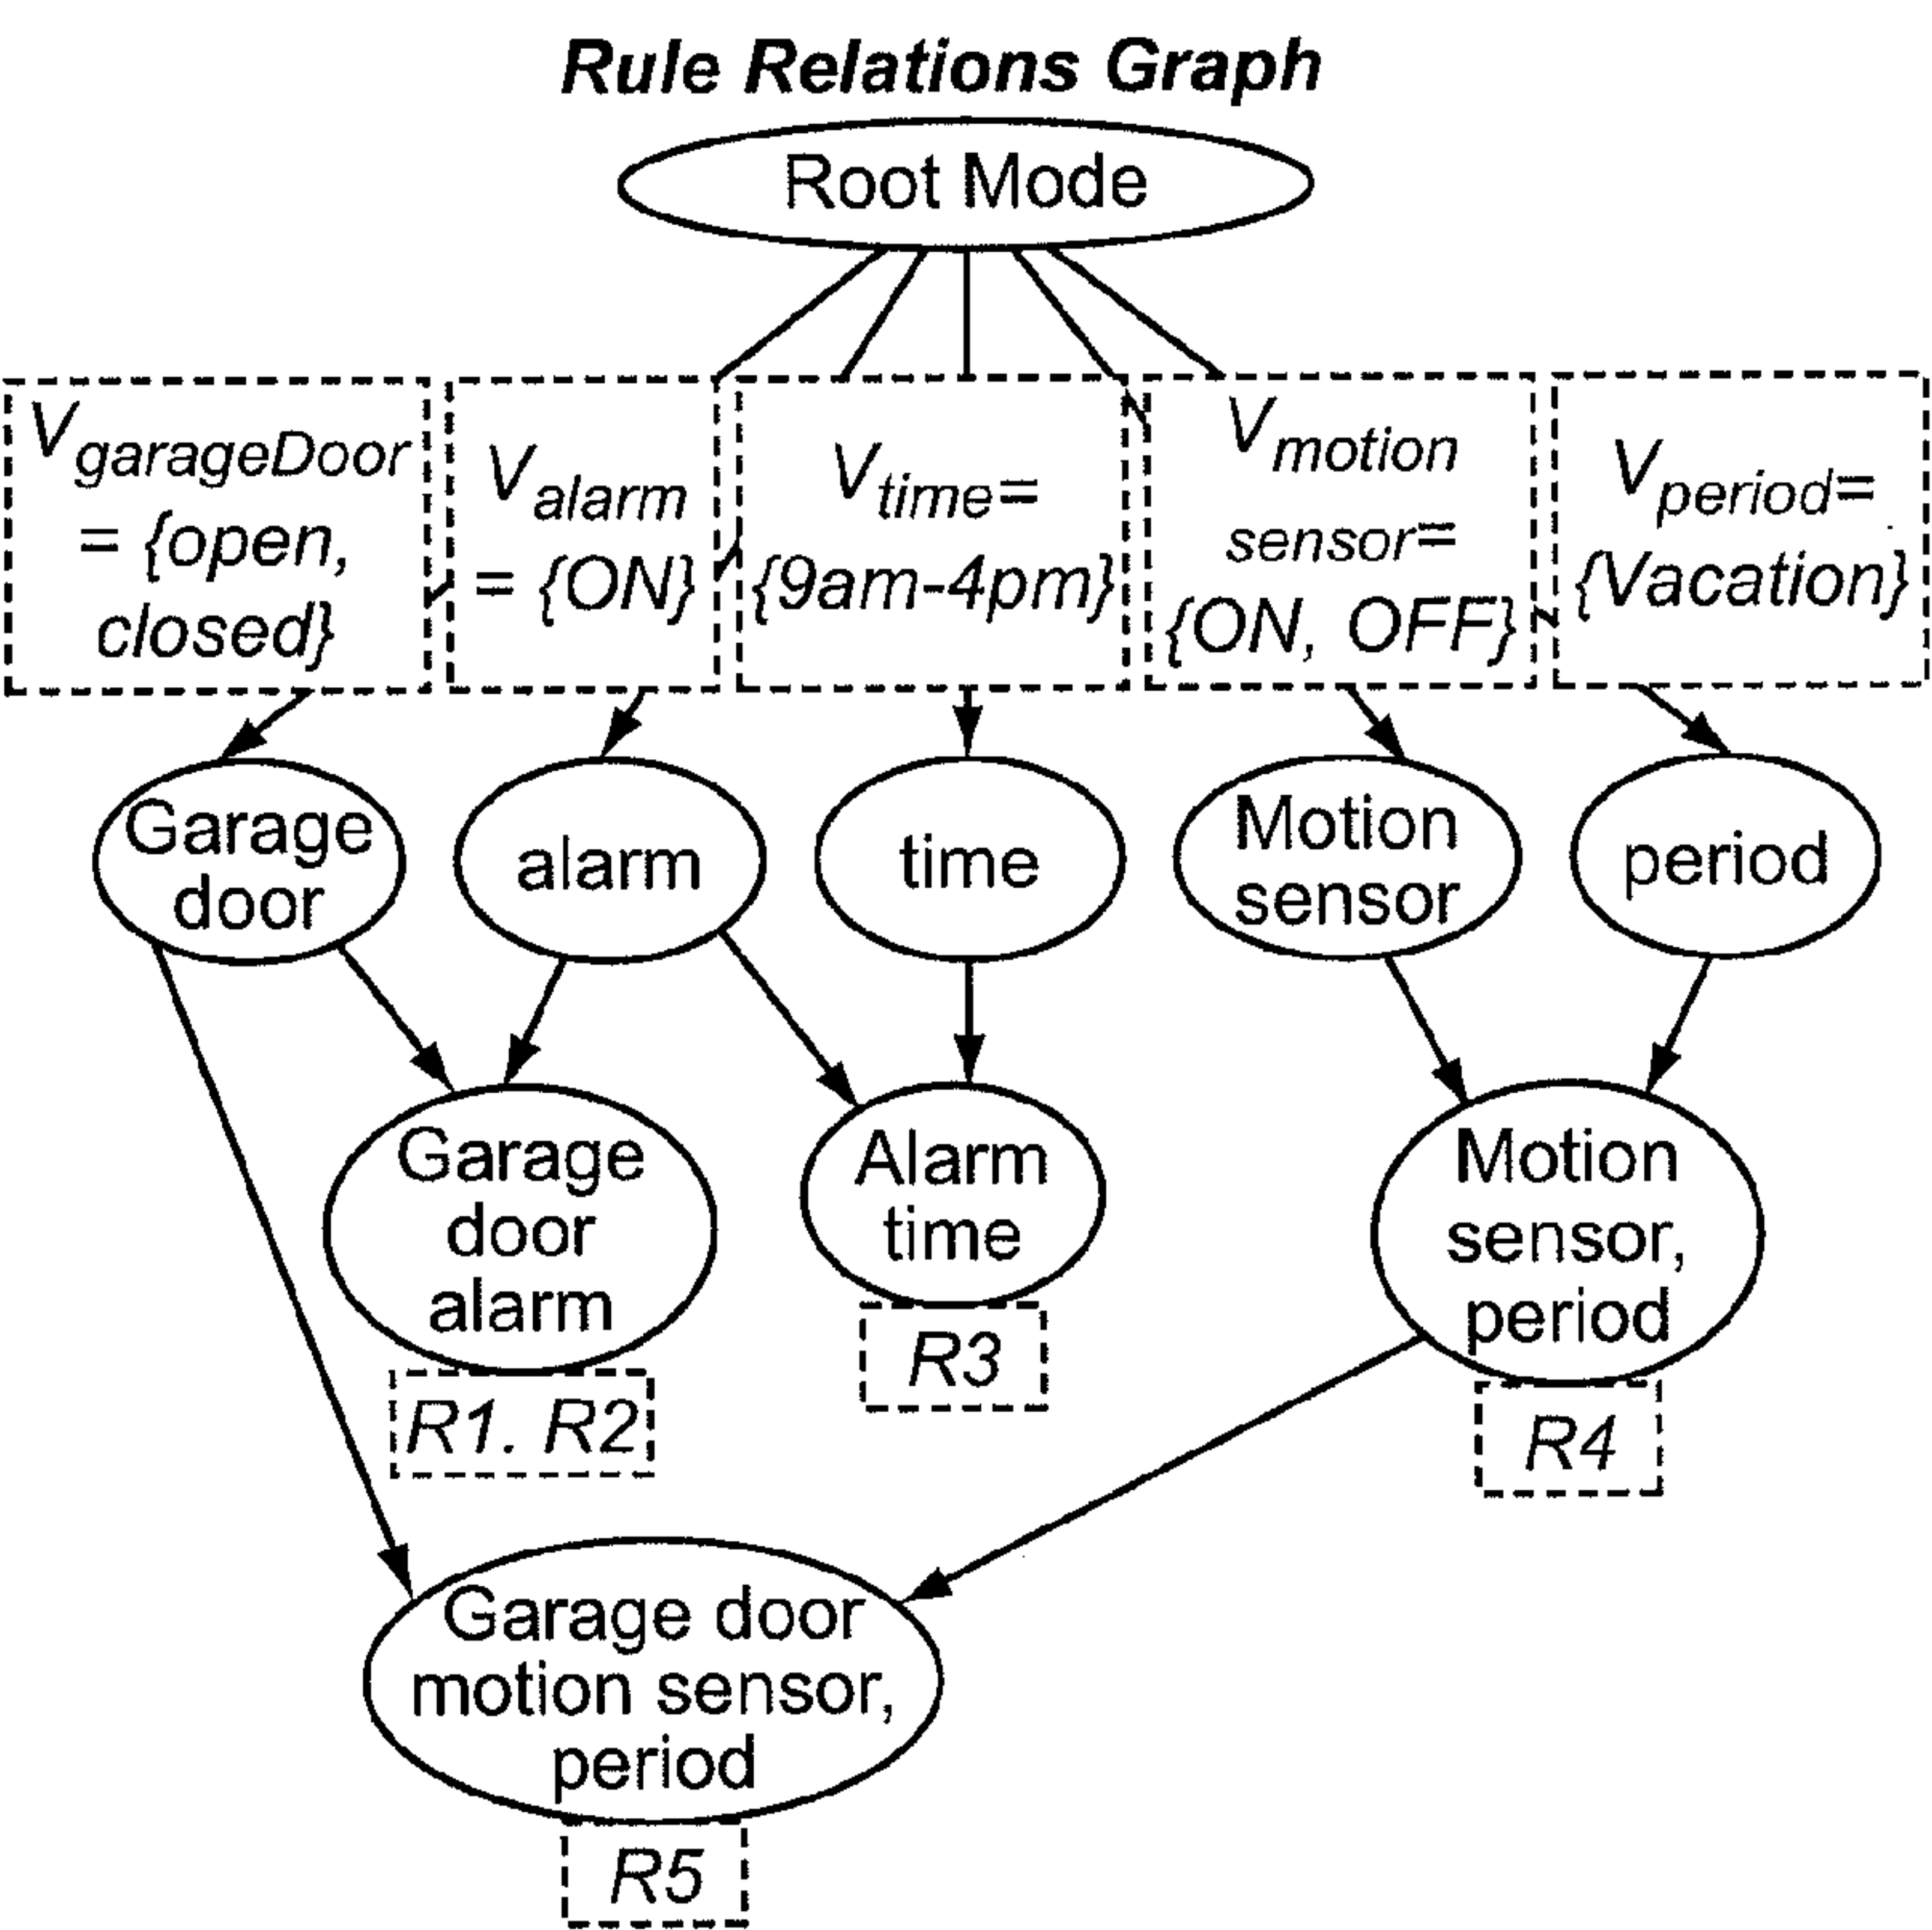 Rule Relations Graph
Root Mode
VgarageDoor
= {open,
closed}
Valarm
= {ON}
Vtime=
{9am-4pm}
Vmotion
sensor=
{ON, OFF}
Vperiod=
{Vacation}
Garage
door
alarm
time
Motion
sensor
period
Garage
door
alarm
R1. R2
Alarm
time
R3
Motion
sensor,
period
R4
Garage door
motion sensor,
period
R5